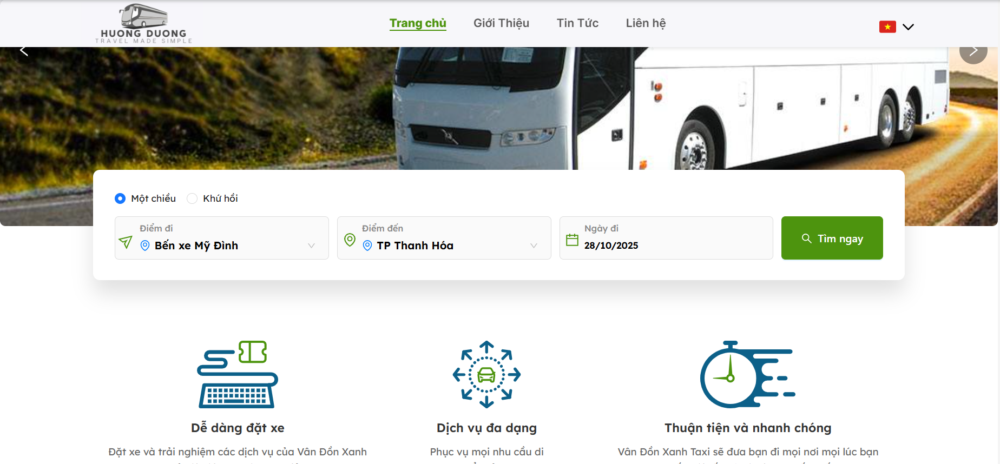 HUONG DUONG
TRAVEL MADE SIMPLE
Trang chủ
Giới Thiệu
Tin Tức
Liên hệ
Một chiều
Khứ hồi
Điểm đi
Bến xe Mỹ Đình
Điểm đến
TP Thanh Hóa
Ngày đi
28/10/2025
Tìm ngay
Dễ dàng đặt xe
Đặt xe và trải nghiệm các dịch vụ của Vân Đồn Xanh
Dịch vụ đa dạng
Phục vụ mọi nhu cầu di
Thuận tiện và nhanh chóng
Vân Đồn Xanh Taxi sẽ đưa bạn đi mọi nơi mọi lúc bạn